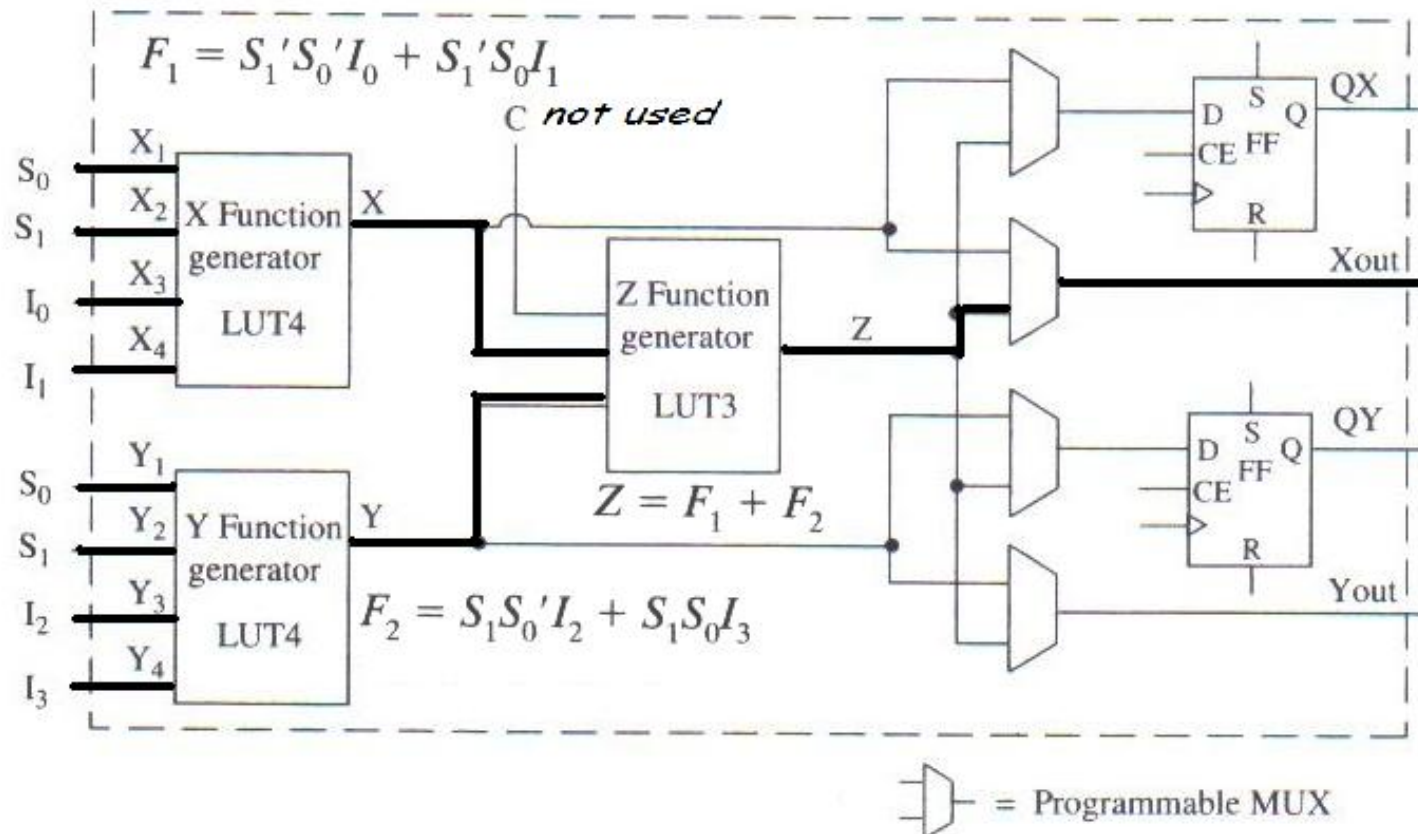 F₁ = S₁'S₀'I₀ + S₁'S₀I₁
C not used
S₀ X₁
S₁ X₂
I₀ X₃
I₁ X₄
X Function
generator
LUT4
X
Z Function
generator
LUT3
Z
Z = F₁ + F₂
S₀ Y₁
S₁ Y₂
I₂ Y₃
I₃ Y₄
Y Function
generator
LUT4
Y
F₂ = S₁S₀'I₂ + S₁S₀I₃
S
D Q
FF
CE
R
QX
Xout
S
D Q
FF
CE
R
QY
Yout
= Programmable MUX